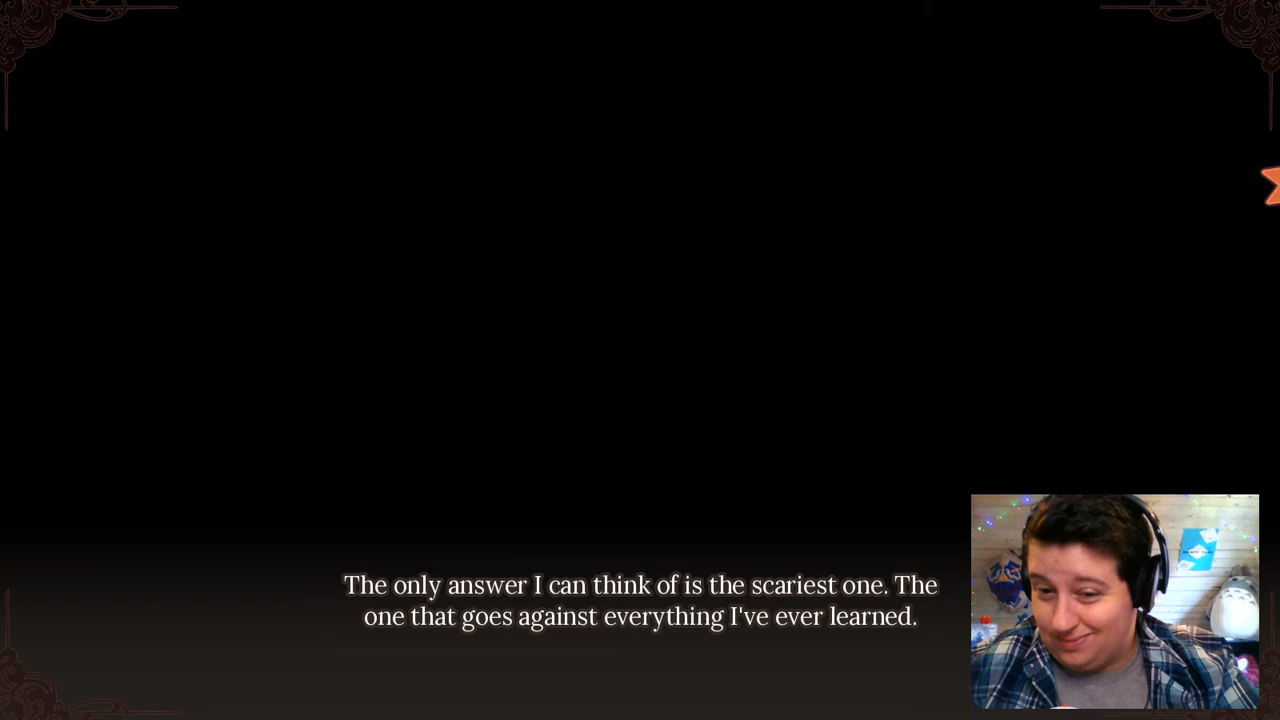 The only answer I can think of is the scariest one. The
one that goes against everything I've ever learned.